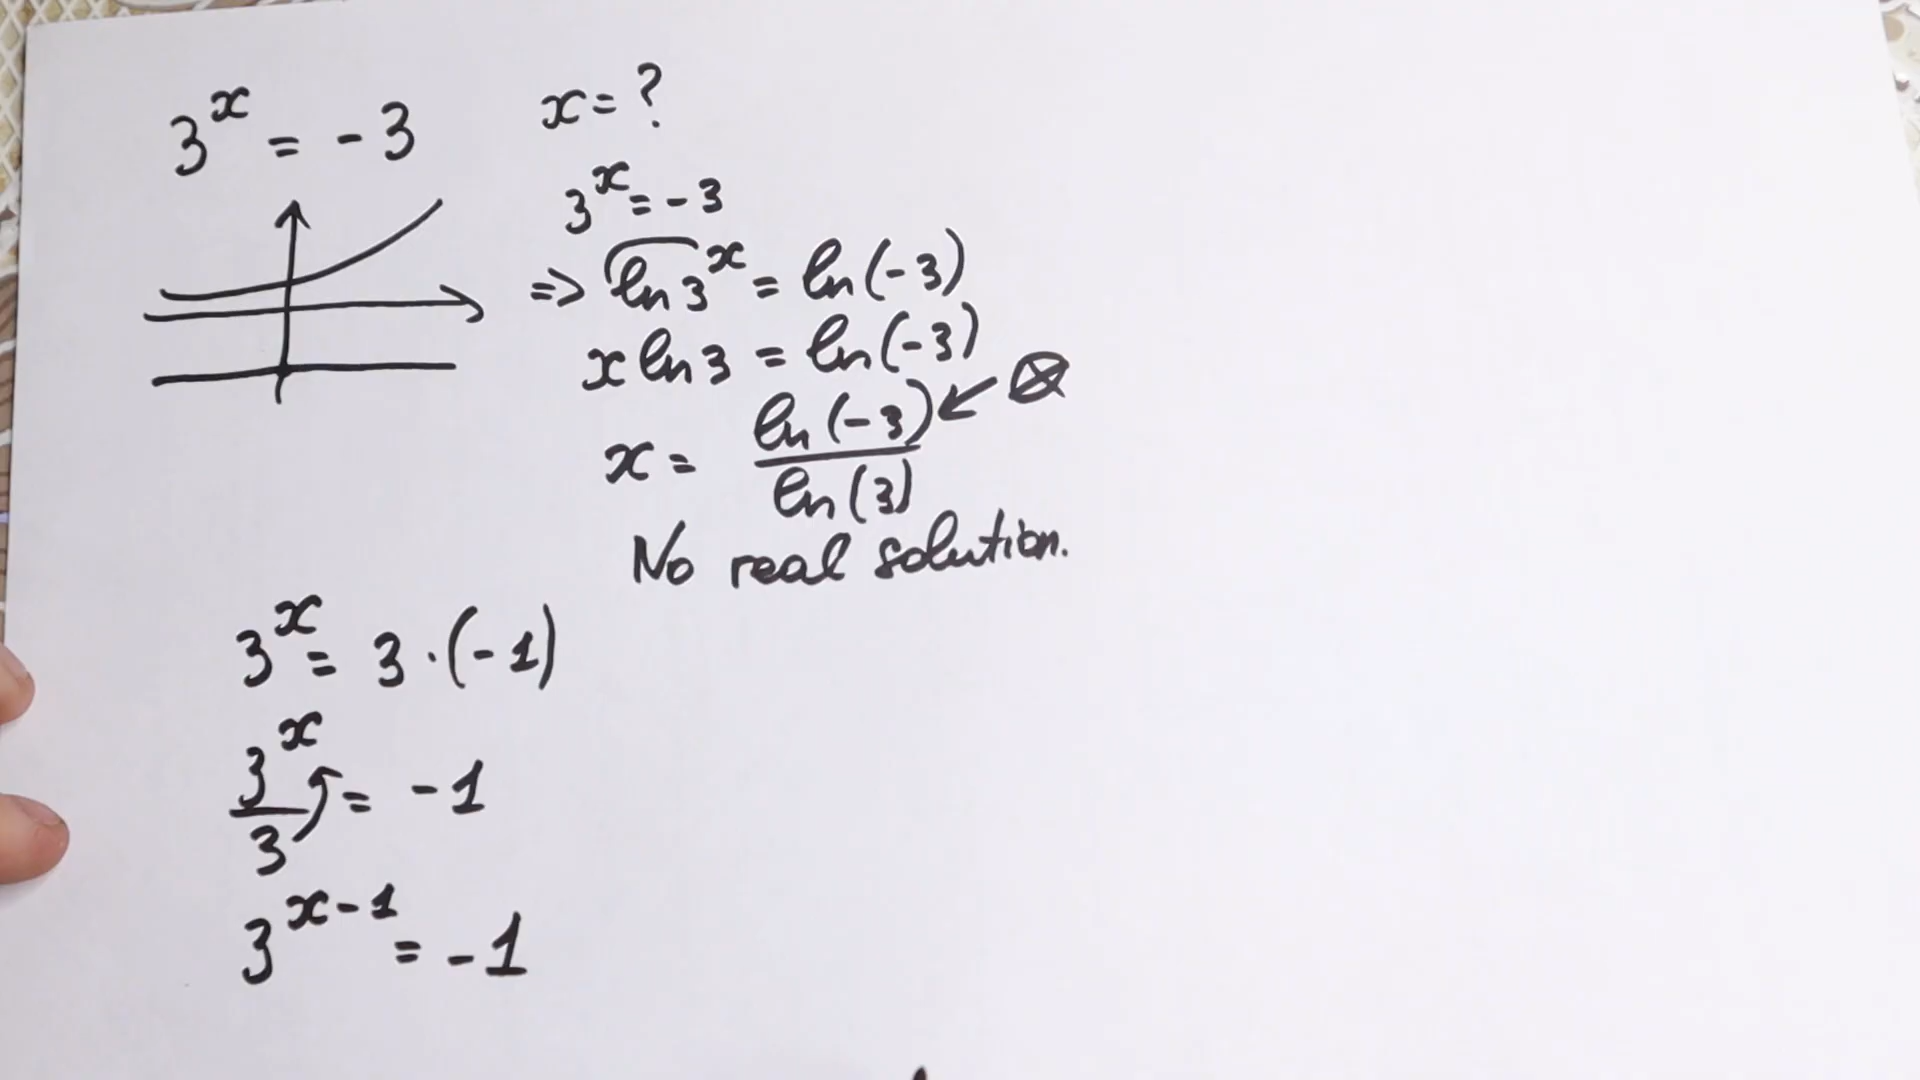 3^x = -3
x = ?
3^x = -3
=> ln 3^x = ln(-3)
x ln 3 = ln(-3)
x = ln(-3) / ln(3)
No real solution.
3^x = 3 · (-1)
3^x / 3 = -1
3^(x-1) = -1